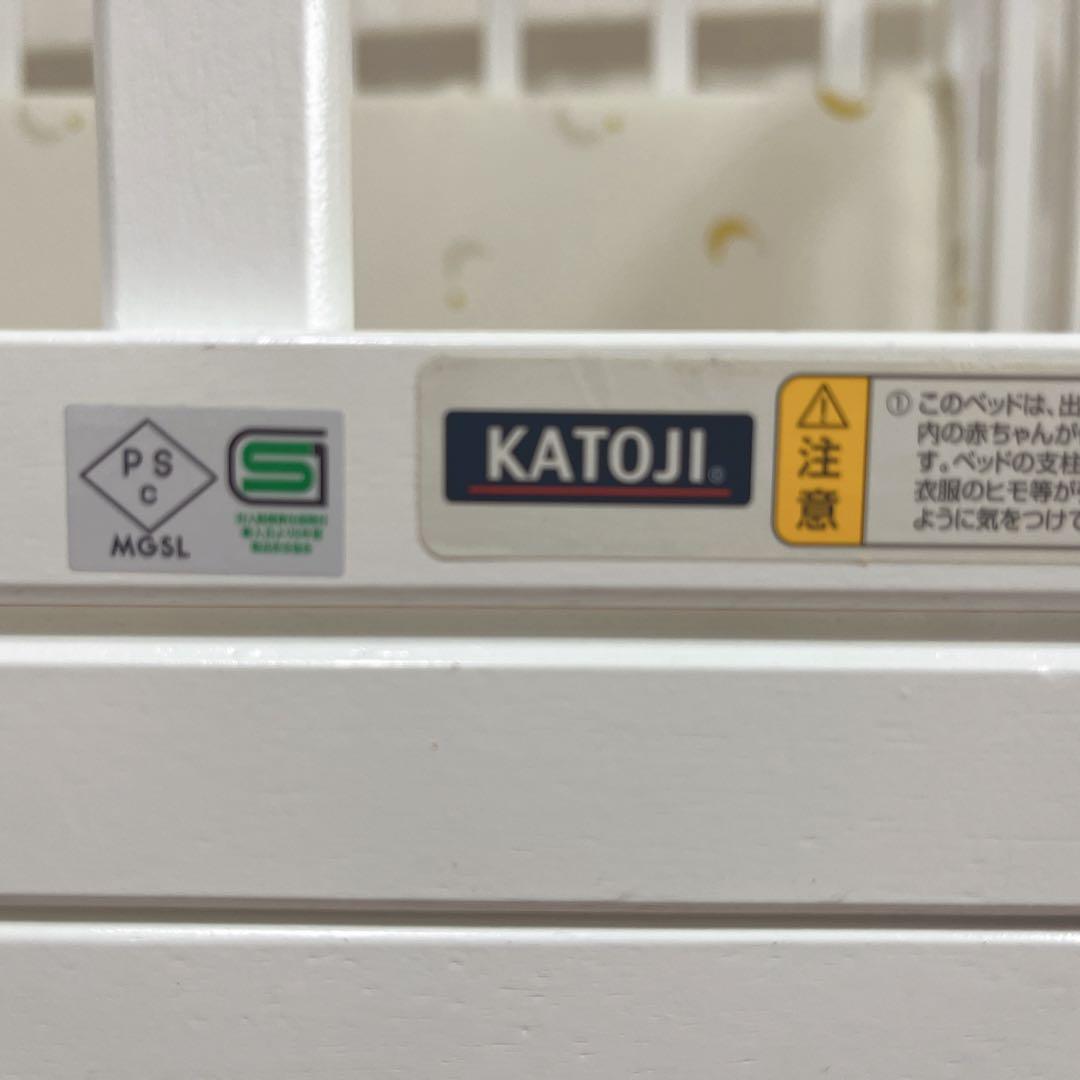 PS
C
MGSL
KATOJI
注意
① このベッドは、出
内の赤ちゃんが
す。ベッドの支柱
衣服のヒモ等が
ように気をつけて